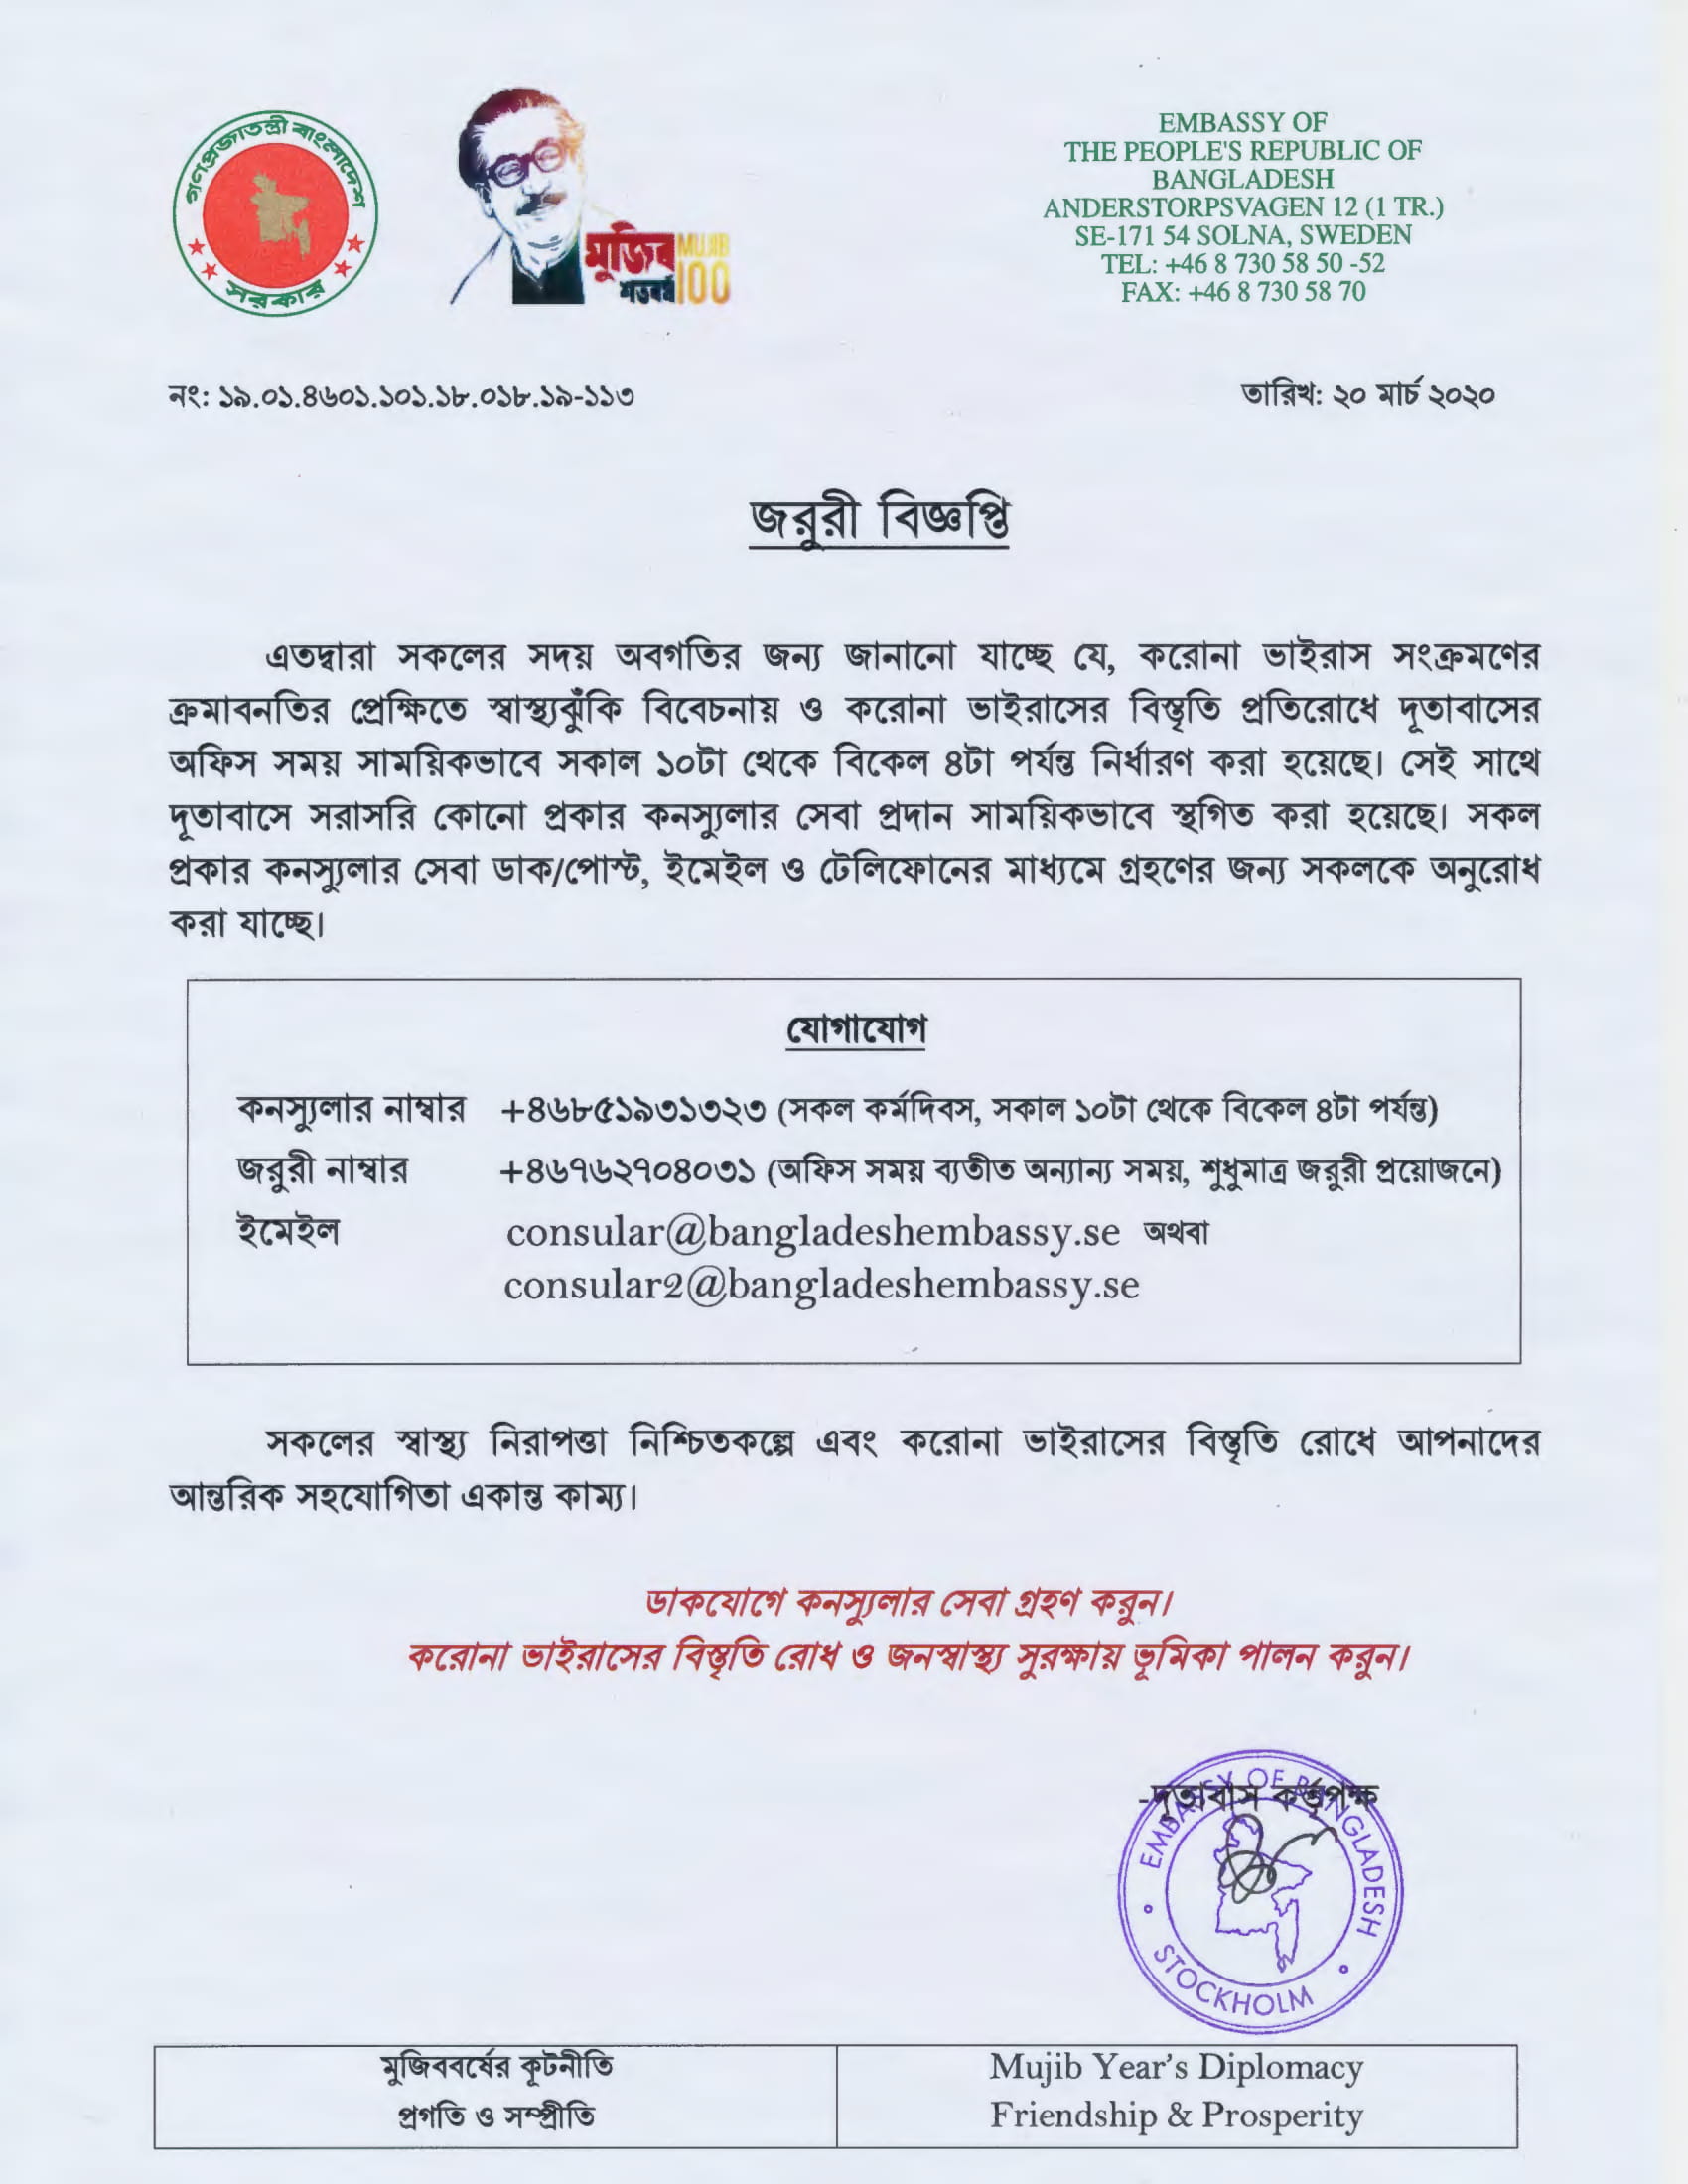 গণপ্রজাতন্ত্রী বাংলাদেশ
সরকার
মুজিব
শতবর্ষ
MUJIB
100
EMBASSY OF
THE PEOPLE'S REPUBLIC OF
BANGLADESH
ANDERSTORPSVAGEN 12 (1 TR.)
SE-171 54 SOLNA, SWEDEN
TEL: +46 8 730 58 50 -52
FAX: +46 8 730 58 70
নং: ১৯.০১.৪৬০১.১০১.১৮.০১৮.১৯-১১৩
তারিখ: ২০ মার্চ ২০২০
জরুরী বিজ্ঞপ্তি
এতদ্বারা সকলের সদয় অবগতির জন্য জানানো যাচ্ছে যে, করোনা ভাইরাস সংক্রমণের
ক্রমাবনতির প্রেক্ষিতে স্বাস্থ্যঝুঁকি বিবেচনায় ও করোনা ভাইরাসের বিস্তৃতি প্রতিরোধে দূতাবাসের
অফিস সময় সাময়িকভাবে সকাল ১০টা থেকে বিকেল ৪টা পর্যন্ত নির্ধারণ করা হয়েছে। সেই সাথে
দূতাবাসে সরাসরি কোনো প্রকার কনস্যুলার সেবা প্রদান সাময়িকভাবে স্থগিত করা হয়েছে। সকল
প্রকার কনস্যুলার সেবা ডাক/পোস্ট, ইমেইল ও টেলিফোনের মাধ্যমে গ্রহণের জন্য সকলকে অনুরোধ
করা যাচ্ছে।
যোগাযোগ
কনস্যুলার নাম্বার +৪৬৮৫১৯৩১৩২৩ (সকল কর্মদিবস, সকাল ১০টা থেকে বিকেল ৪টা পর্যন্ত)
জরুরী নাম্বার +৪৬৭৬২৭০৪০৩১ (অফিস সময় ব্যতীত অন্যান্য সময়, শুধুমাত্র জরুরী প্রয়োজনে)
ইমেইল consular@bangladeshembassy.se অথবা
consular2@bangladeshembassy.se
সকলের স্বাস্থ্য নিরাপত্তা নিশ্চিতকল্পে এবং করোনা ভাইরাসের বিস্তৃতি রোধে আপনাদের
আন্তরিক সহযোগিতা একান্ত কাম্য।
ডাকযোগে কনস্যুলার সেবা গ্রহণ করুন।
করোনা ভাইরাসের বিস্তৃতি রোধ ও জনস্বাস্থ্য সুরক্ষায় ভূমিকা পালন করুন।
-দূতাবাস কর্তৃপক্ষ
EMBASSY OF BANGLADESH
STOCKHOLM
মুজিববর্ষের কূটনীতি
প্রগতি ও সম্প্রীতি
Mujib Year's Diplomacy
Friendship & Prosperity